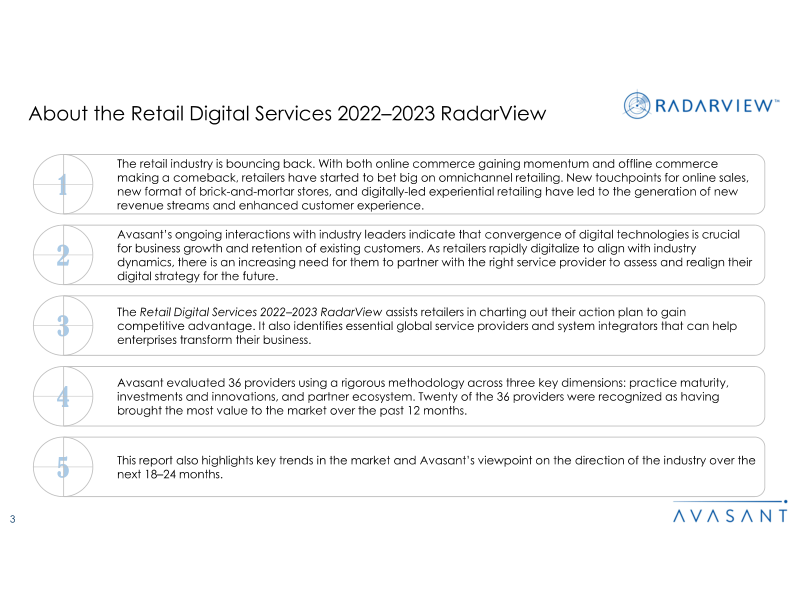 About the Retail Digital Services 2022–2023 RadarView
RADARVIEW™
1
The retail industry is bouncing back. With both online commerce gaining momentum and offline commerce
making a comeback, retailers have started to bet big on omnichannel retailing. New touchpoints for online sales,
new format of brick-and-mortar stores, and digitally-led experiential retailing have led to the generation of new
revenue streams and enhanced customer experience.
2
Avasant’s ongoing interactions with industry leaders indicate that convergence of digital technologies is crucial
for business growth and retention of existing customers. As retailers rapidly digitalize to align with industry
dynamics, there is an increasing need for them to partner with the right service provider to assess and realign their
digital strategy for the future.
3
The Retail Digital Services 2022–2023 RadarView assists retailers in charting out their action plan to gain
competitive advantage. It also identifies essential global service providers and system integrators that can help
enterprises transform their business.
4
Avasant evaluated 36 providers using a rigorous methodology across three key dimensions: practice maturity,
investments and innovations, and partner ecosystem. Twenty of the 36 providers were recognized as having
brought the most value to the market over the past 12 months.
5
This report also highlights key trends in the market and Avasant’s viewpoint on the direction of the industry over the
next 18–24 months.
3
AVASANT